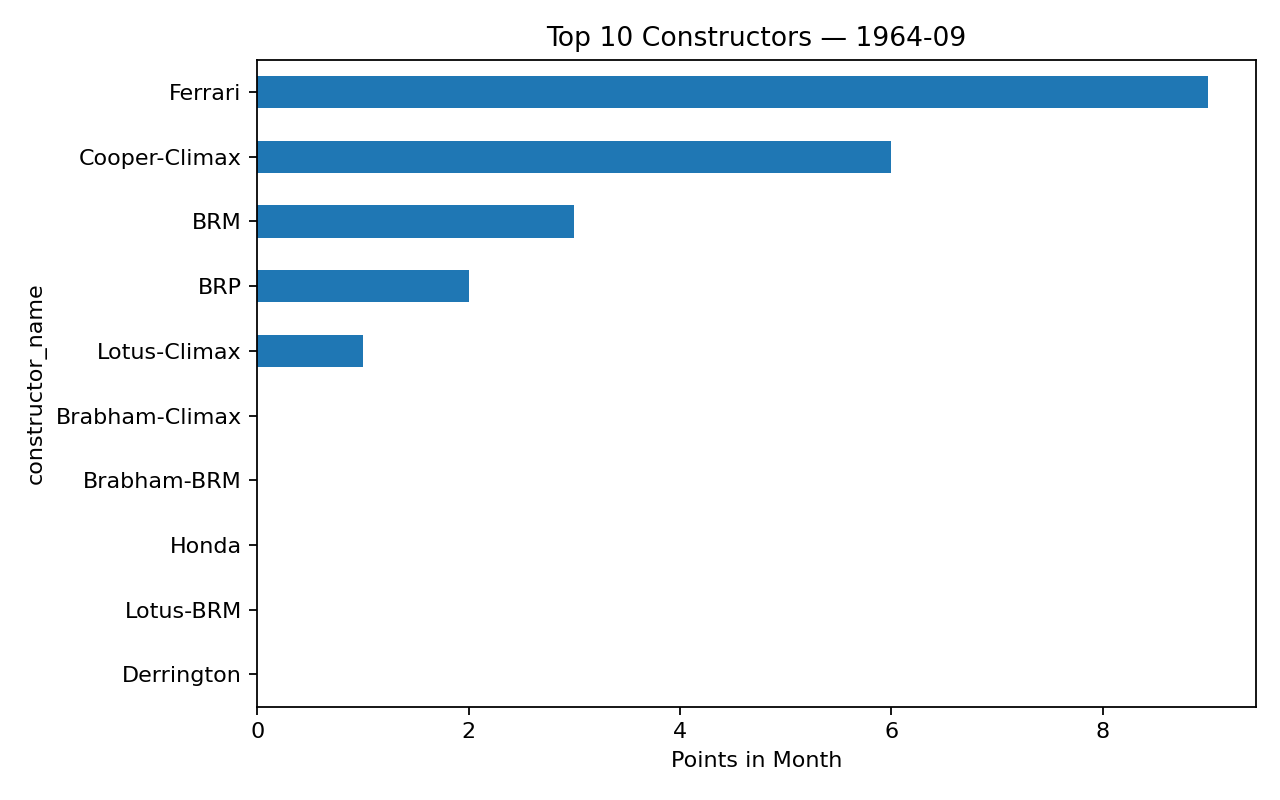 Top 10 Constructors — 1964-09
constructor_name
Ferrari
Cooper-Climax
BRM
BRP
Lotus-Climax
Brabham-Climax
Brabham-BRM
Honda
Lotus-BRM
Derrington
0 2 4 6 8
Points in Month